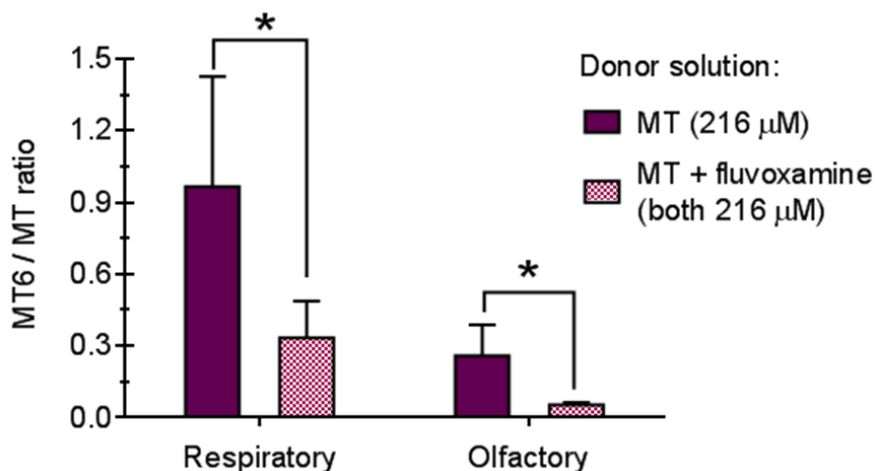 *
1.5
Donor solution:
MT (216 μM)
1.2
MT + fluvoxamine
(both 216 μM)
0.9
MT6 / MT ratio
0.6
*
0.3
0.0
Respiratory
Olfactory